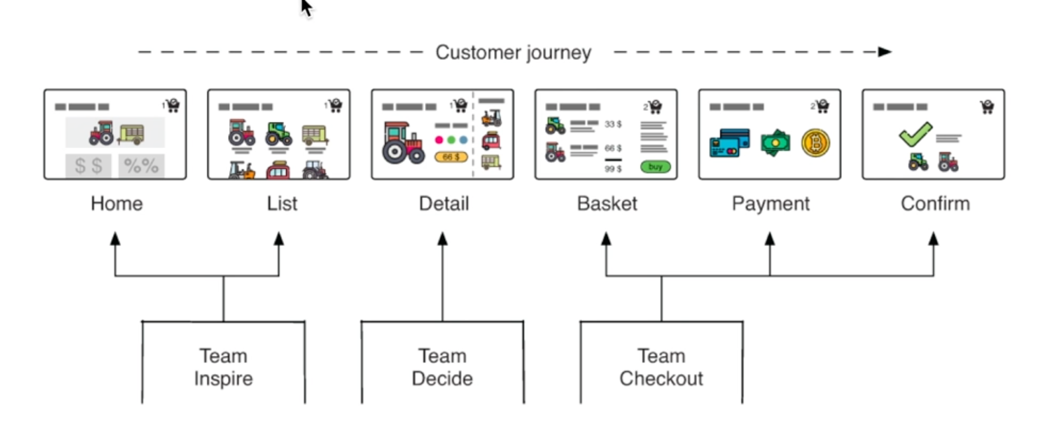 Customer journey
1
$ $
%%
1
1
66 $
2
33 $
66 $
99 $
buy
2
Home
List
Detail
Basket
Payment
Confirm
Team
Inspire
Team
Decide
Team
Checkout